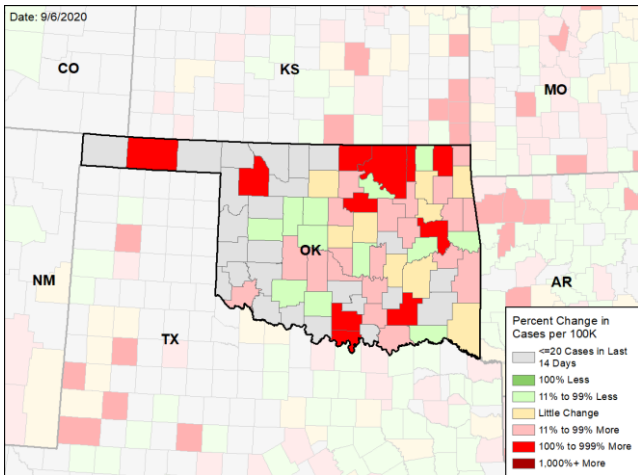 Date: 9/6/2020
CO
KS
MO
OK
NM
TX
AR
Percent Change in
Cases per 100K
<=20 Cases in Last
14 Days
100% Less
11% to 99% Less
Little Change
11% to 99% More
100% to 999% More
1,000%+ More